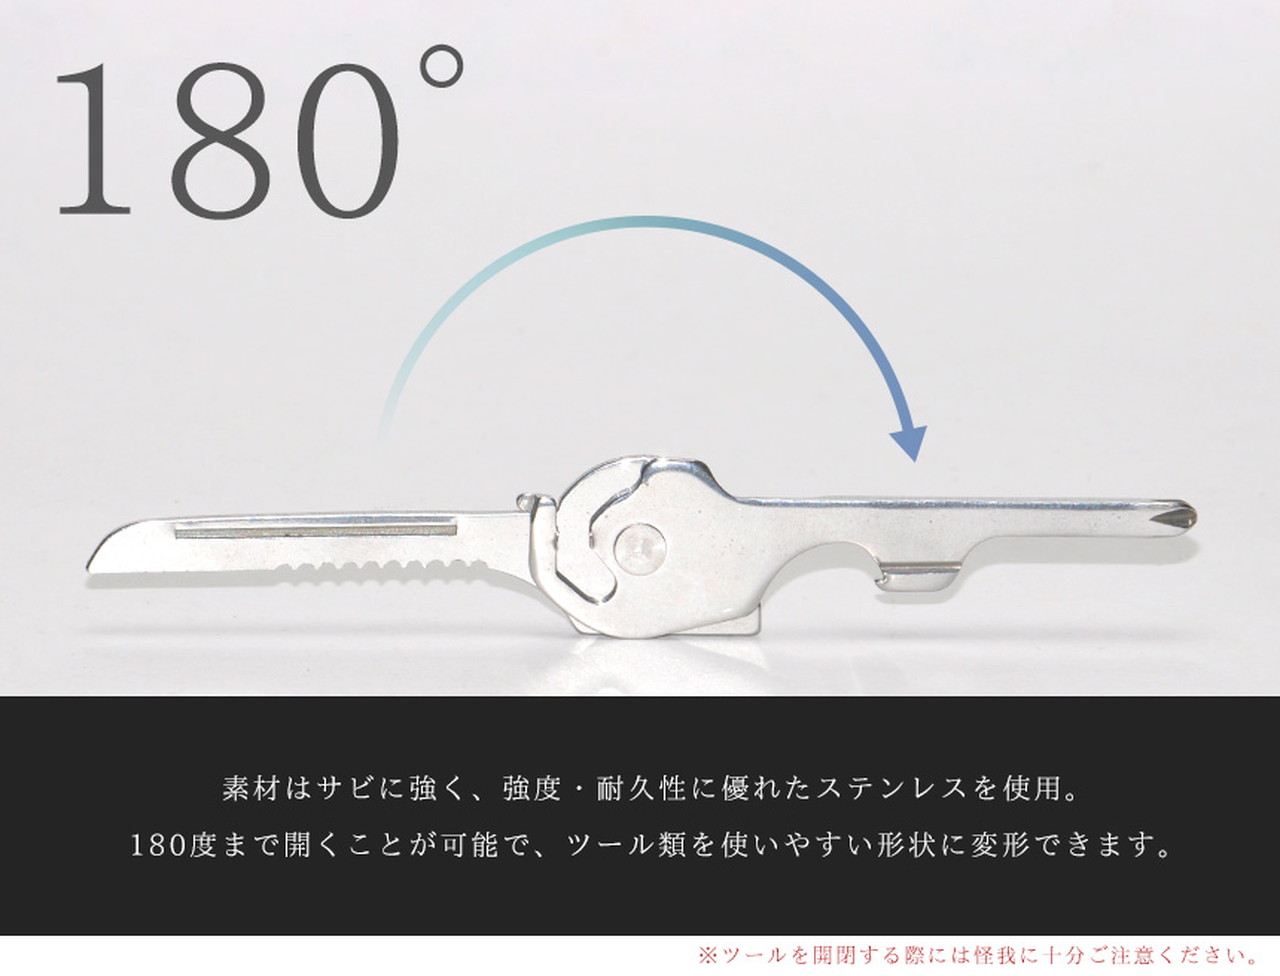 180°
素材はサビに強く、強度・耐久性に優れたステンレスを使用。
180度まで開くことが可能で、ツール類を使いやすい形状に変形できます。
※ツールを開閉する際には怪我に十分ご注意ください。